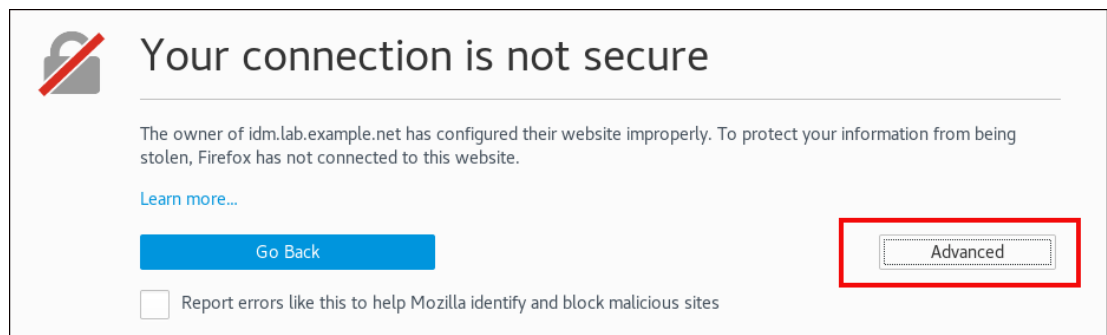 Your connection is not secure
The owner of idm.lab.example.net has configured their website improperly. To protect your information from being
stolen, Firefox has not connected to this website.
Learn more...
Go Back
Advanced
Report errors like this to help Mozilla identify and block malicious sites